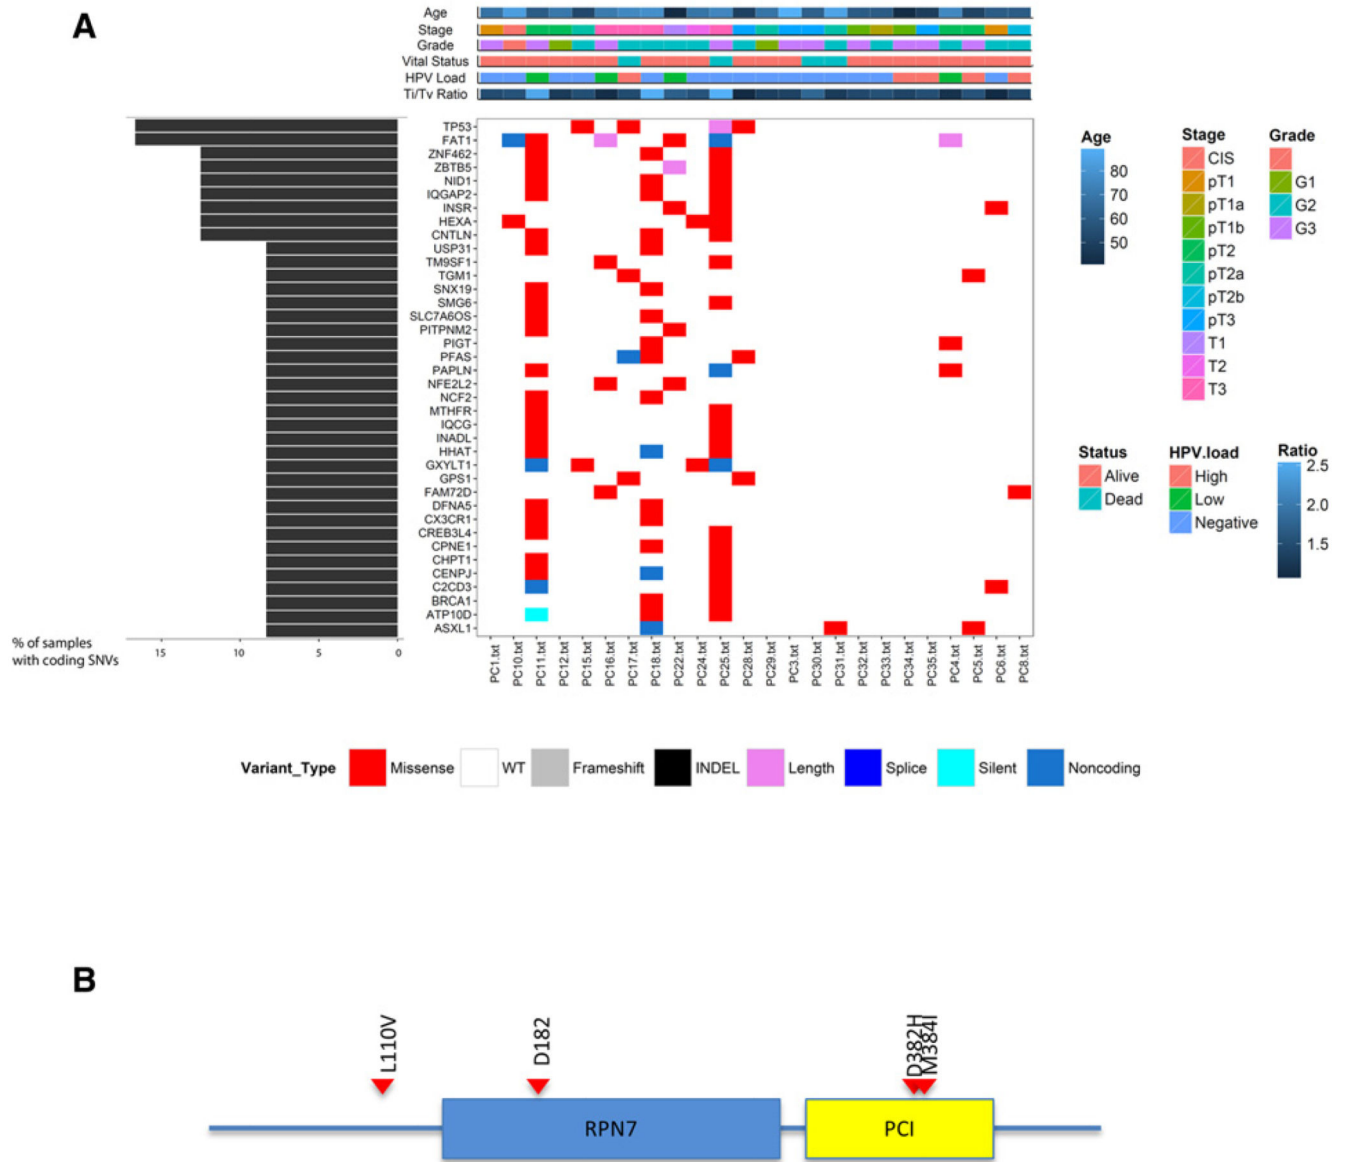 A
Age
Stage
Grade
Vital Status
HPV Load
Ti/Tv Ratio
TP53
FAT1
ZNF462
ZBTB5
NID1
IQGAP2
INSR
HEXA
CNTLN
USP31
TM9SF1
TGM1
SNX19
SMG6
SLC7A6OS
PITPNM2
PIGT
PFAS
PAPLN
NFE2L2
NCF2
MTHFR
IQCG
INADL
HHAT
GXYLT1
GPS1
FAM72D
DFNA5
CX3CR1
CREB3L4
CPNE1
CHPT1
CENPJ
C2CD3
BRCA1
ATP10D
ASXL1
% of samples
with coding SNVs
15 10 5 0
PC1.txt PC10.txt PC11.txt PC12.txt PC15.txt PC16.txt PC17.txt PC18.txt PC22.txt PC24.txt PC25.txt PC28.txt PC29.txt PC3.txt PC30.txt PC31.txt PC32.txt PC33.txt PC34.txt PC35.txt PC4.txt PC5.txt PC6.txt PC8.txt
Age
80
70
60
50
Stage
CIS
pT1
pT1a
pT1b
pT2
pT2a
pT2b
pT3
T1
T2
T3
Grade
G1
G2
G3
Status
Alive
Dead
HPV.load
High
Low
Negative
Ratio
2.5
2.0
1.5
Variant_Type Missense WT Frameshift INDEL Length Splice Silent Noncoding
B
L110V
D182
D382H
M384I
RPN7
PCI